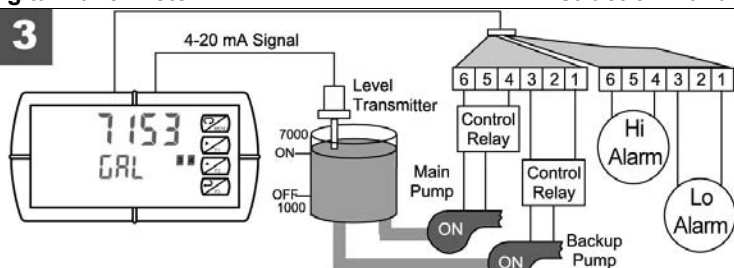 3
4-20 mA Signal
7153
GAL
Level
Transmitter
7000
ON
OFF
1000
6 5 4 3 2 1
6 5 4 3 2 1
Control
Relay
Control
Relay
Hi
Alarm
Lo
Alarm
Main
Pump
ON
Backup
Pump
ON